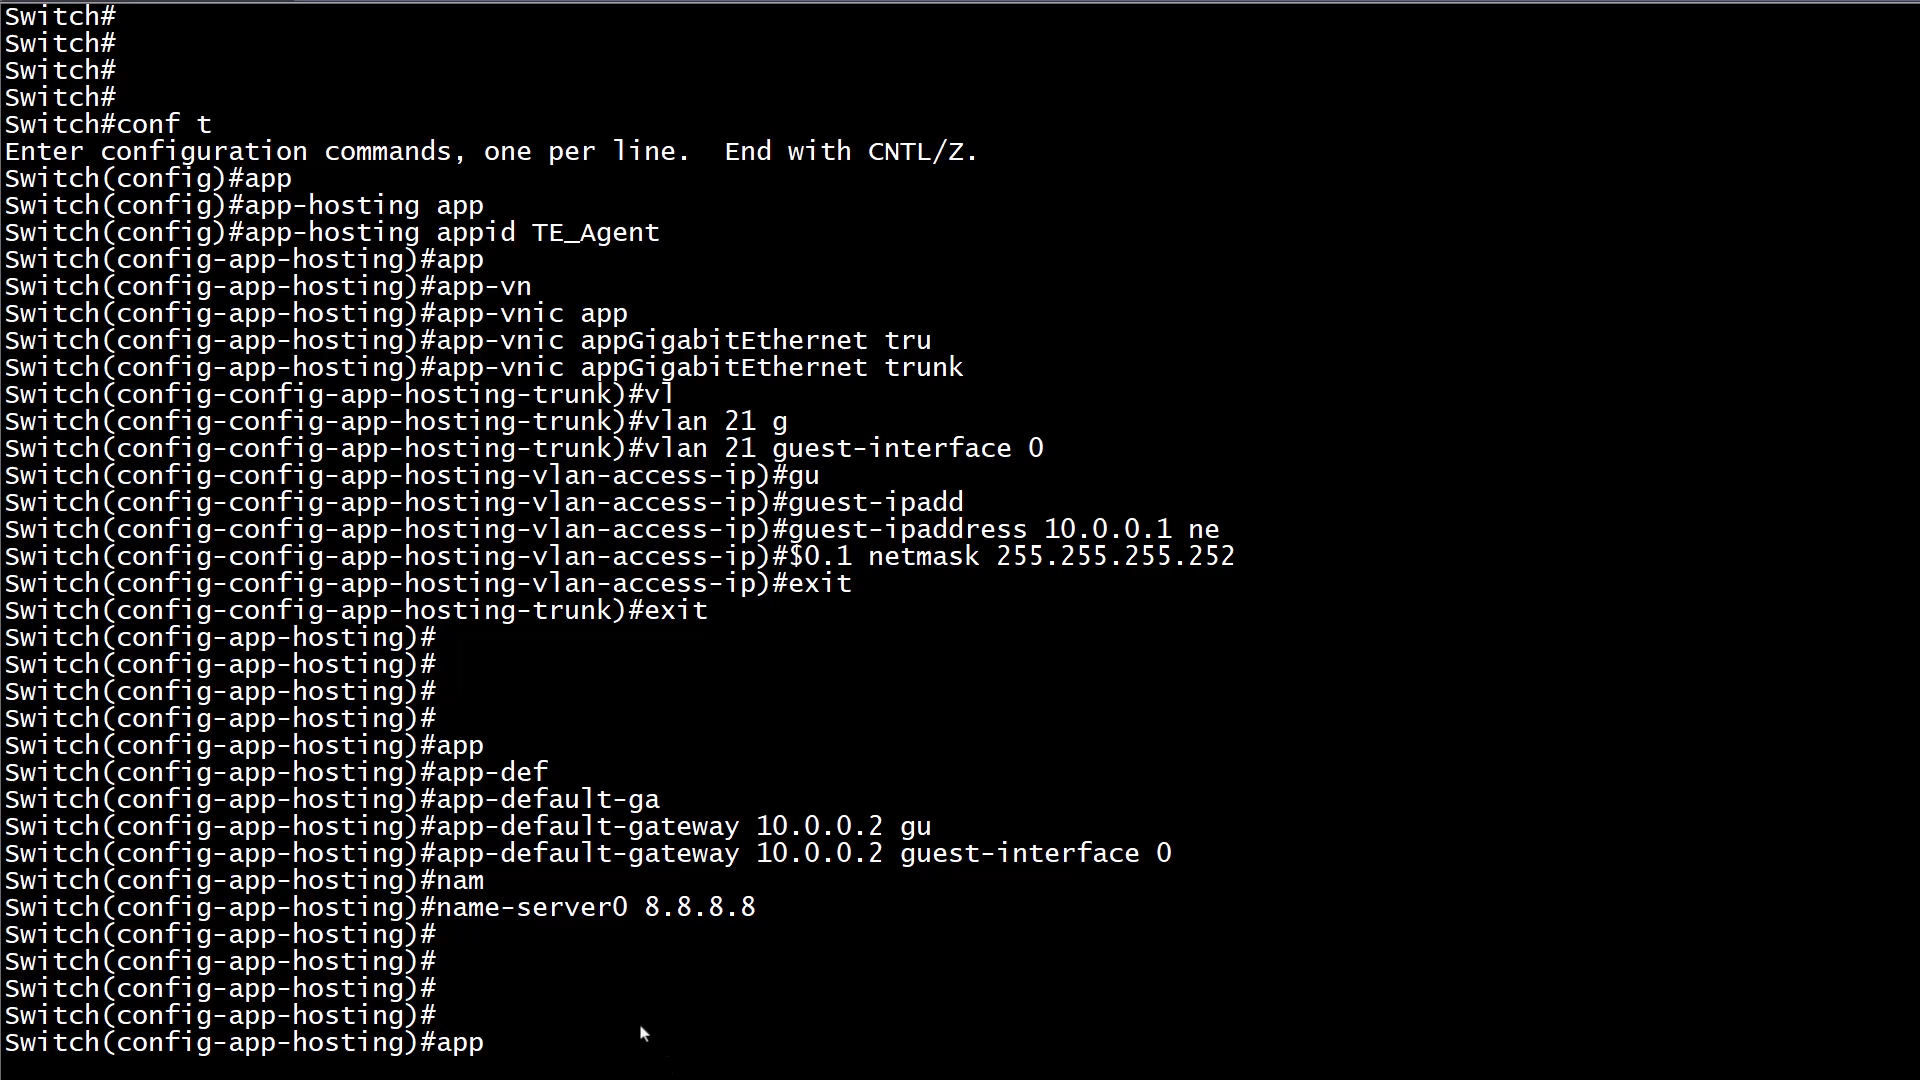 Switch#
Switch#
Switch#
Switch#
Switch#conf t
Enter configuration commands, one per line.  End with CNTL/Z.
Switch(config)#app
Switch(config)#app-hosting app
Switch(config)#app-hosting appid TE_Agent
Switch(config-app-hosting)#app
Switch(config-app-hosting)#app-vn
Switch(config-app-hosting)#app-vnic app
Switch(config-app-hosting)#app-vnic appGigabitEthernet tru
Switch(config-app-hosting)#app-vnic appGigabitEthernet trunk
Switch(config-config-app-hosting-trunk)#vl
Switch(config-config-app-hosting-trunk)#vlan 21 g
Switch(config-config-app-hosting-trunk)#vlan 21 guest-interface 0
Switch(config-config-app-hosting-vlan-access-ip)#gu
Switch(config-config-app-hosting-vlan-access-ip)#guest-ipadd
Switch(config-config-app-hosting-vlan-access-ip)#guest-ipaddress 10.0.0.1 ne
Switch(config-config-app-hosting-vlan-access-ip)#$0.1 netmask 255.255.255.252
Switch(config-config-app-hosting-vlan-access-ip)#exit
Switch(config-config-app-hosting-trunk)#exit
Switch(config-app-hosting)#
Switch(config-app-hosting)#
Switch(config-app-hosting)#
Switch(config-app-hosting)#
Switch(config-app-hosting)#app
Switch(config-app-hosting)#app-def
Switch(config-app-hosting)#app-default-ga
Switch(config-app-hosting)#app-default-gateway 10.0.0.2 gu
Switch(config-app-hosting)#app-default-gateway 10.0.0.2 guest-interface 0
Switch(config-app-hosting)#nam
Switch(config-app-hosting)#name-server0 8.8.8.8
Switch(config-app-hosting)#
Switch(config-app-hosting)#
Switch(config-app-hosting)#
Switch(config-app-hosting)#
Switch(config-app-hosting)#app